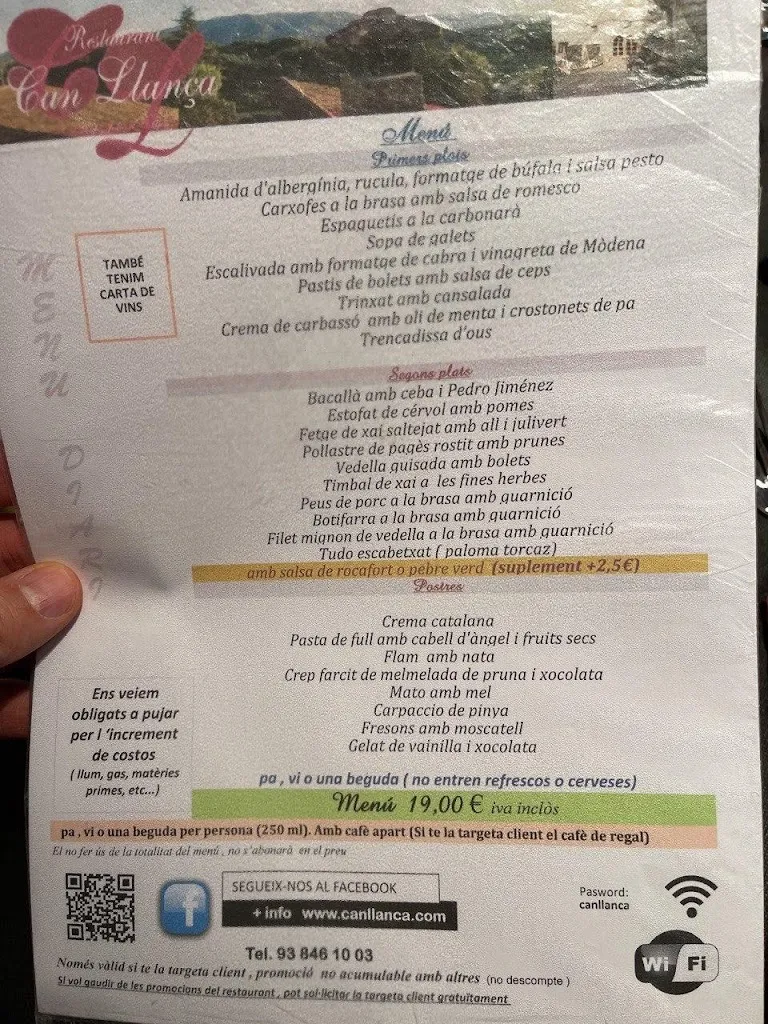 Restaurant
Can Llança
Menú
Primers plats
Amanida d'albergínia, rucula, formatge de búfala i salsa pesto
Carxofes a la brasa amb salsa de romesco
Espaguetis a la carbonarà
Sopa de galets
Escalivada amb formatge de cabra i vinagreta de Mòdena
Pastis de bolets amb salsa de ceps
Trinxat amb cansalada
Crema de carbassó amb oli de menta i crostonets de pa
Trencadissa d'ous
TAMBÉ
TENIM
CARTA DE
VINS
MENU DIARI
Segons plats
Bacallà amb ceba i Pedro Jiménez
Estofat de cérvol amb pomes
Fetge de xai saltejat amb all i julivert
Pollastre de pagès rostit amb prunes
Vedella guisada amb bolets
Timbal de xai a les fines herbes
Peus de porc a la brasa amb guarnició
Botifarra a la brasa amb guarnició
Filet mignon de vedella a la brasa amb guarnició
Tudo escabetxat ( paloma torcaz)
amb salsa de rocafort o pebre verd (suplement +2,5€)
Postres
Crema catalana
Pasta de full amb cabell d'àngel i fruits secs
Flam amb nata
Crep farcit de melmelada de pruna i xocolata
Mato amb mel
Carpaccio de pinya
Fresons amb moscatell
Gelat de vainilla i xocolata
Ens veiem
obligats a pujar
per l 'increment
de costos
( llum, gas, matèries
primes, etc...)
pa , vi o una beguda ( no entren refrescos o cerveses)
Menú 19,00 € iva inclòs
pa , vi o una beguda per persona (250 ml). Amb cafè apart (Si te la targeta client el cafè de regal)
El no fer ús de la totalitat del menú , no s'abonarà en el preu
SEGUEIX-NOS AL FACEBOOK
+ info www.canllanca.com
Pasword:
canllanca
Wi Fi
Tel. 93 846 10 03
Només vàlid si te la targeta client , promoció no acumulable amb altres (no descompte )
Si vol gaudir de les promocions del restaurant , pot sol·licitar la targeta client gratuïtament